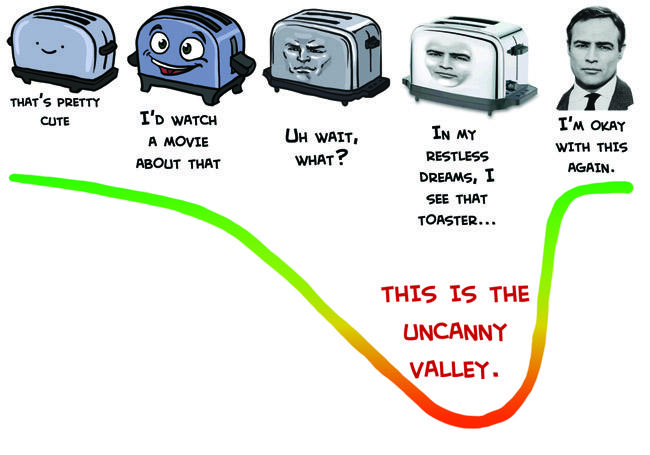 THAT'S PRETTY
CUTE
I'D WATCH
A MOVIE
ABOUT THAT
UH WAIT,
WHAT?
IN MY
RESTLESS
DREAMS, I
SEE THAT
TOASTER...
I'M OKAY
WITH THIS
AGAIN.
THIS IS THE
UNCANNY
VALLEY.